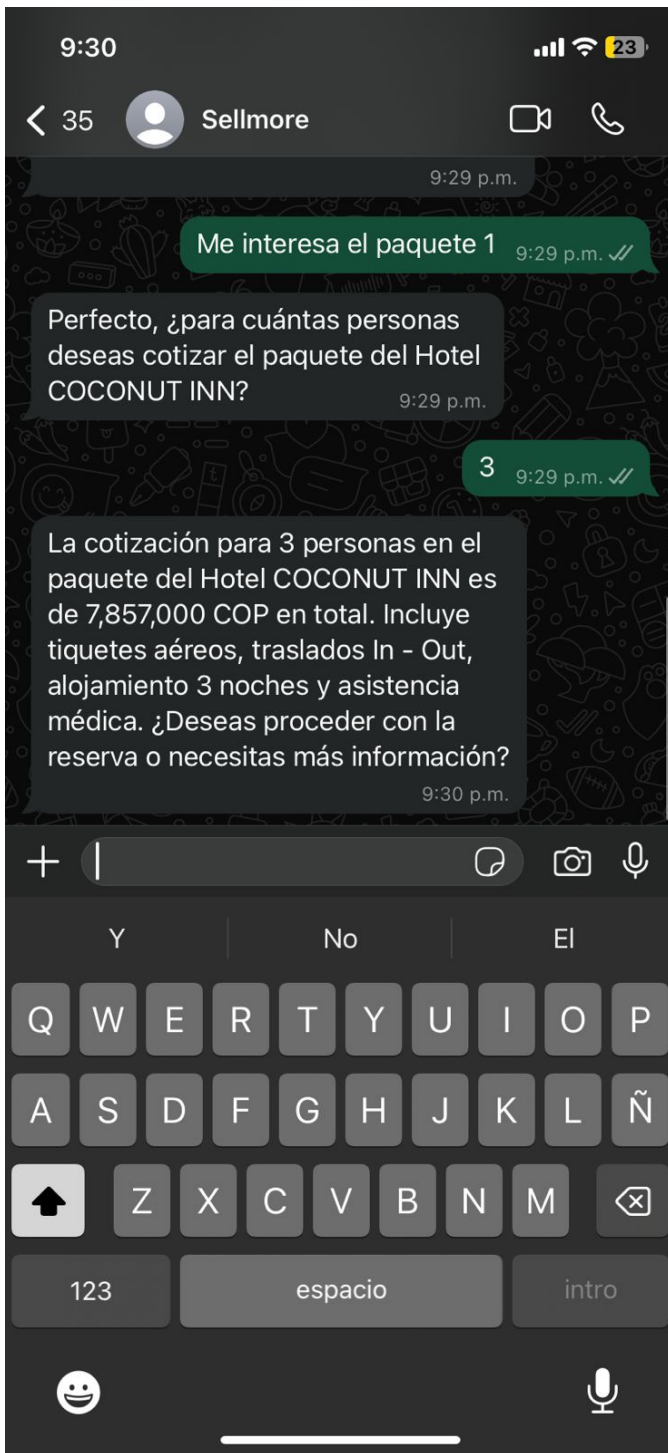 9:30
23
35
Sellmore
9:29 p.m.
Me interesa el paquete 1 9:29 p.m.
Perfecto, ¿para cuántas personas
deseas cotizar el paquete del Hotel
COCONUT INN? 9:29 p.m.
3 9:29 p.m.
La cotización para 3 personas en el
paquete del Hotel COCONUT INN es
de 7,857,000 COP en total. Incluye
tiquetes aéreos, traslados In - Out,
alojamiento 3 noches y asistencia
médica. ¿Deseas proceder con la
reserva o necesitas más información?
9:30 p.m.
Y No El
Q W E R T Y U I O P
A S D F G H J K L Ñ
Z X C V B N M
123 espacio intro